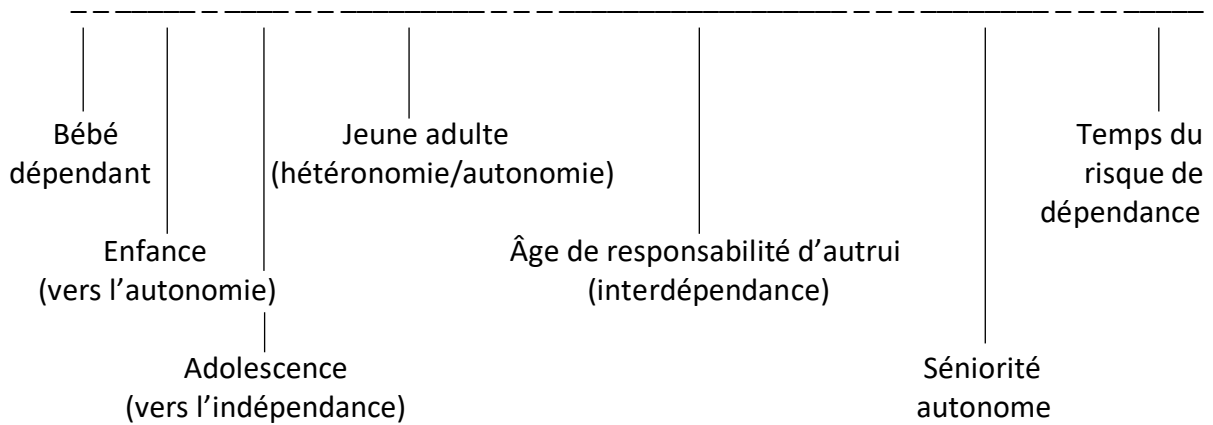 Bébé
dépendant
Jeune adulte
(hétéronomie/autonomie)
Temps du
risque de
dépendance
Enfance
(vers l’autonomie)
Âge de responsabilité d’autrui
(interdépendance)
Adolescence
(vers l’indépendance)
Séniorité
autonome